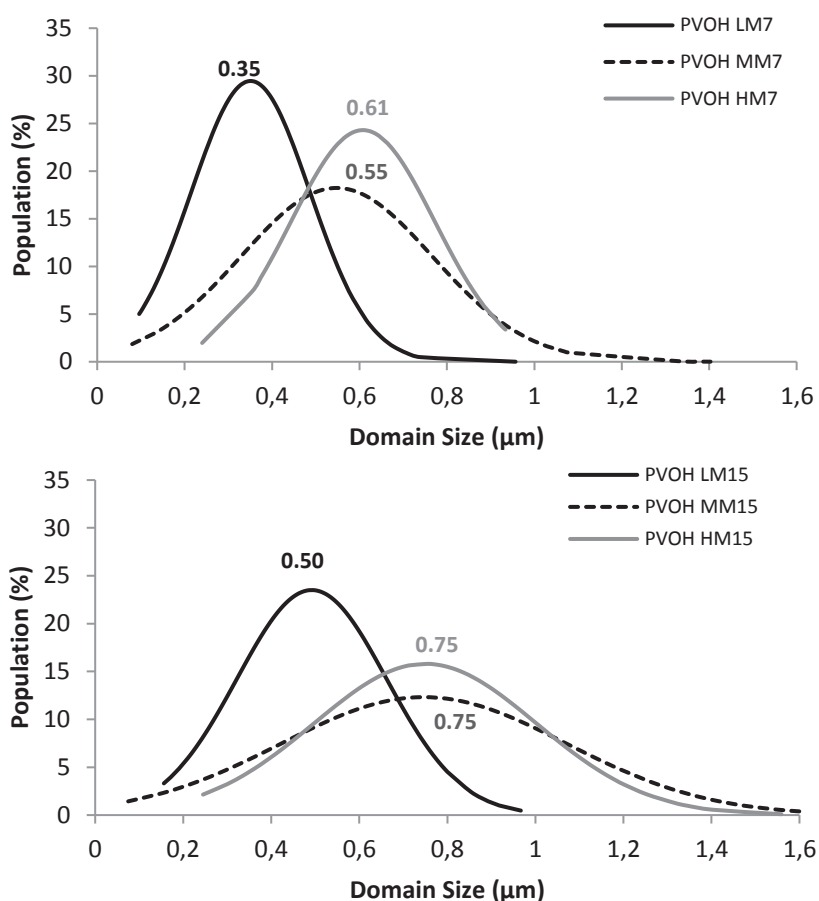 35
30
25
20
15
10
5
0
Population (%)
0.35
0.61
0.55
PVOH LM7
PVOH MM7
PVOH HM7
0 0,2 0,4 0,6 0,8 1 1,2 1,4 1,6
Domain Size (µm)
35
30
25
20
15
10
5
0
Population (%)
0.50
0.75
0.75
PVOH LM15
PVOH MM15
PVOH HM15
0 0,2 0,4 0,6 0,8 1 1,2 1,4 1,6
Domain Size (µm)